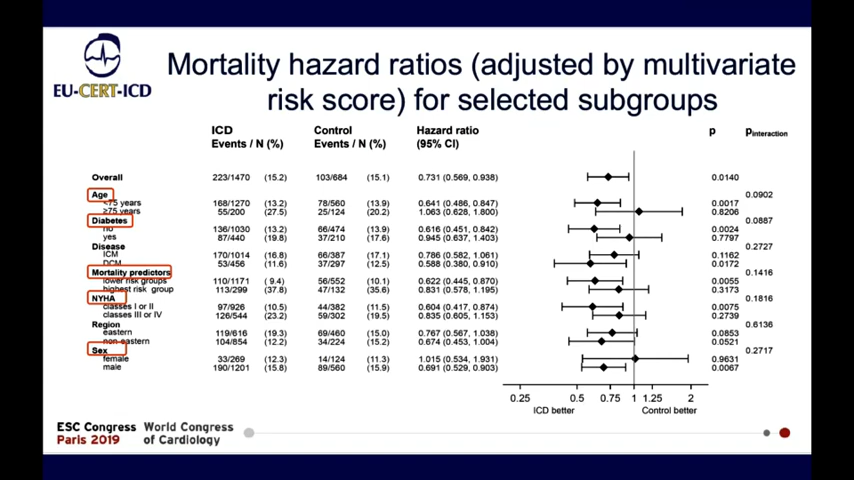 EU-CERT-ICD
Mortality hazard ratios (adjusted by multivariate
risk score) for selected subgroups
ICD Control Hazard ratio p pinteraction
Events / N (%) Events / N (%) (95% CI)
Overall 223/1470 (15.2) 103/684 (15.1) 0.731 (0.569, 0.938) 0.0140
Age 0.0902
<75 years 168/1270 (13.2) 78/560 (13.9) 0.641 (0.486, 0.847) 0.0017
≥75 years 55/200 (27.5) 25/124 (20.2) 1.063 (0.628, 1.800) 0.8206
Diabetes 0.0887
no 136/1030 (13.2) 66/474 (13.9) 0.616 (0.451, 0.842) 0.0024
yes 87/440 (19.8) 37/210 (17.6) 0.945 (0.637, 1.403) 0.7797
Disease 0.2727
ICM 170/1014 (16.8) 66/387 (17.1) 0.786 (0.582, 1.061) 0.1162
DCM 53/456 (11.6) 37/297 (12.5) 0.588 (0.380, 0.910) 0.0172
Mortality predictors 0.1416
lower risk groups 110/1171 (9.4) 56/552 (10.1) 0.622 (0.445, 0.870) 0.0055
highest risk group 113/299 (37.8) 47/132 (35.6) 0.831 (0.578, 1.195) 0.3173
NYHA 0.1816
classes I or II 97/926 (10.5) 44/382 (11.5) 0.604 (0.417, 0.874) 0.0075
classes III or IV 126/544 (23.2) 59/302 (19.5) 0.835 (0.605, 1.153) 0.2739
Region 0.6136
eastern 119/616 (19.3) 69/460 (15.0) 0.767 (0.567, 1.038) 0.0853
non-eastern 104/854 (12.2) 34/224 (15.2) 0.674 (0.453, 1.004) 0.0521
Sex 0.2717
female 33/269 (12.3) 14/124 (11.3) 1.015 (0.534, 1.931) 0.9631
male 190/1201 (15.8) 89/560 (15.9) 0.691 (0.529, 0.903) 0.0067
0.25 0.5 0.75 1 1.25 2
ICD better Control better
ESC Congress World Congress
Paris 2019 of Cardiology